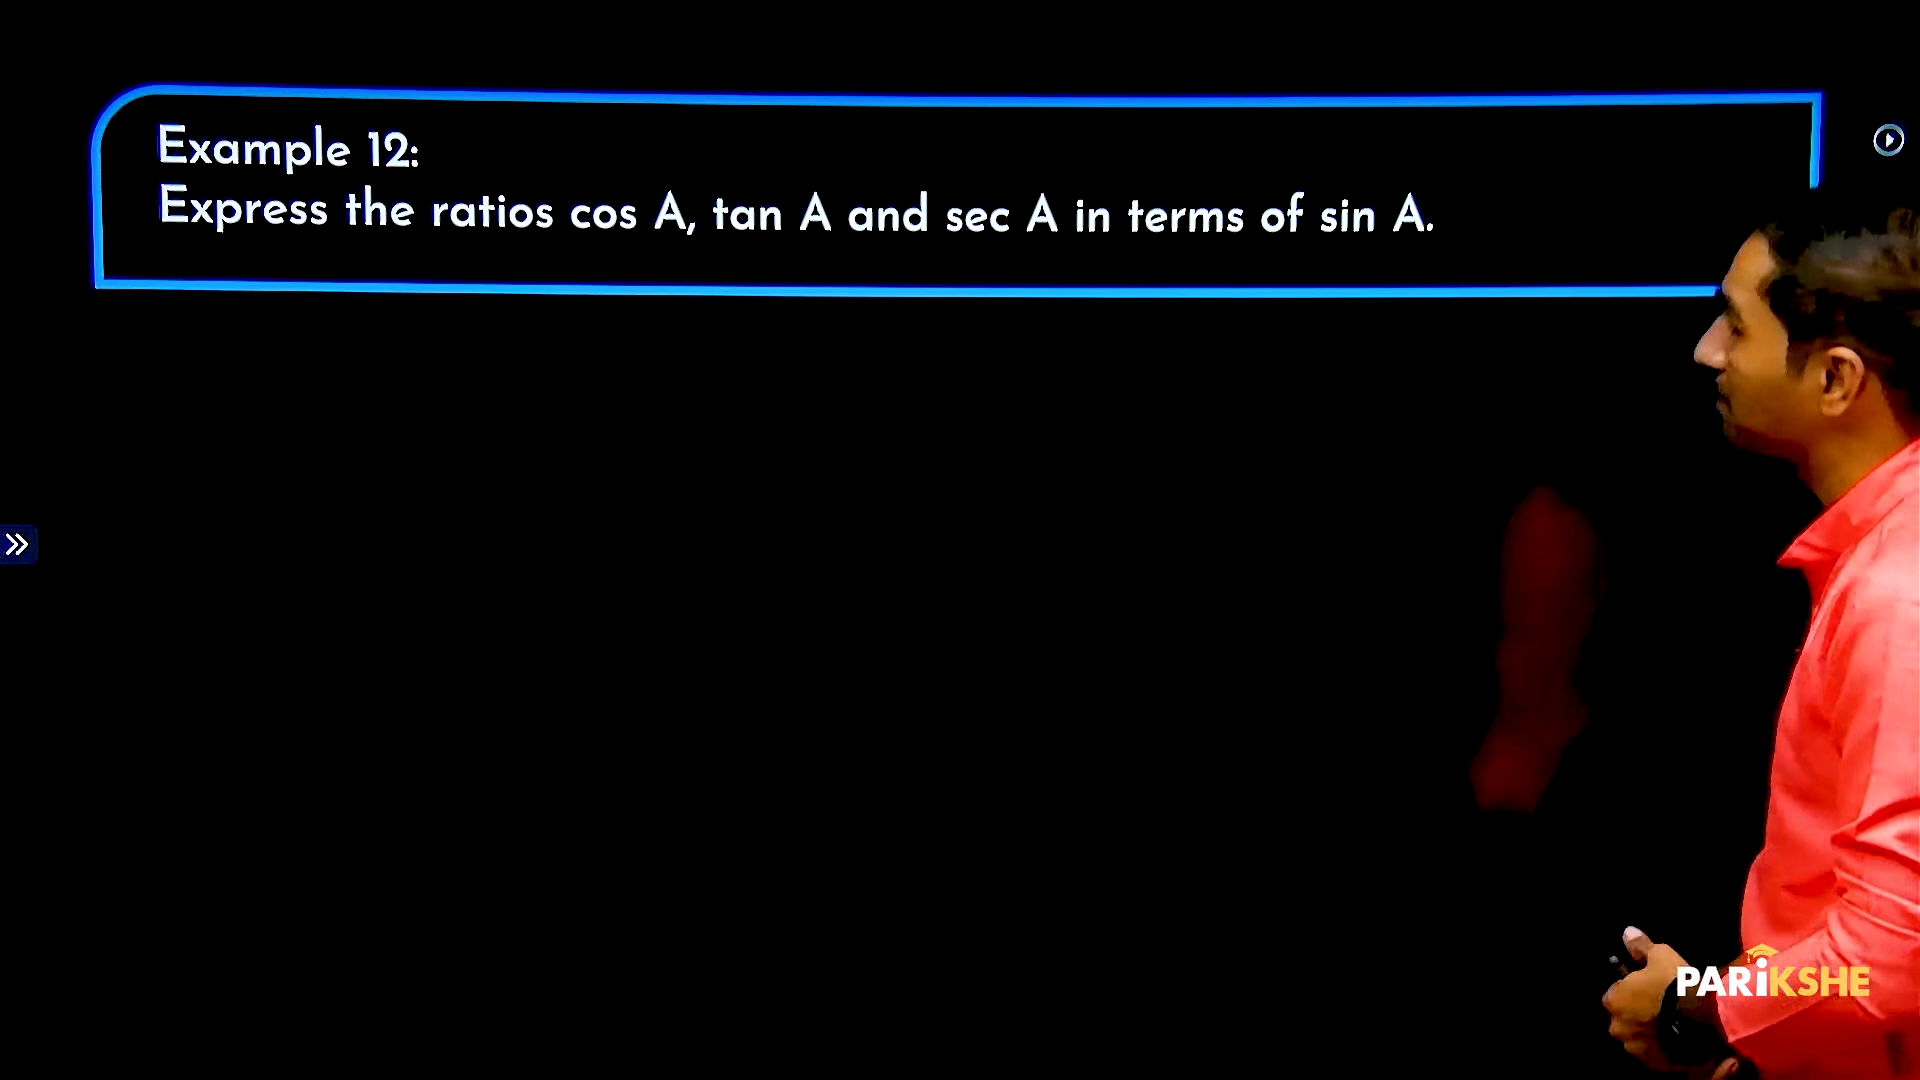 Example 12:
Express the ratios cos A, tan A and sec A in terms of sin A.
PARiKSHE